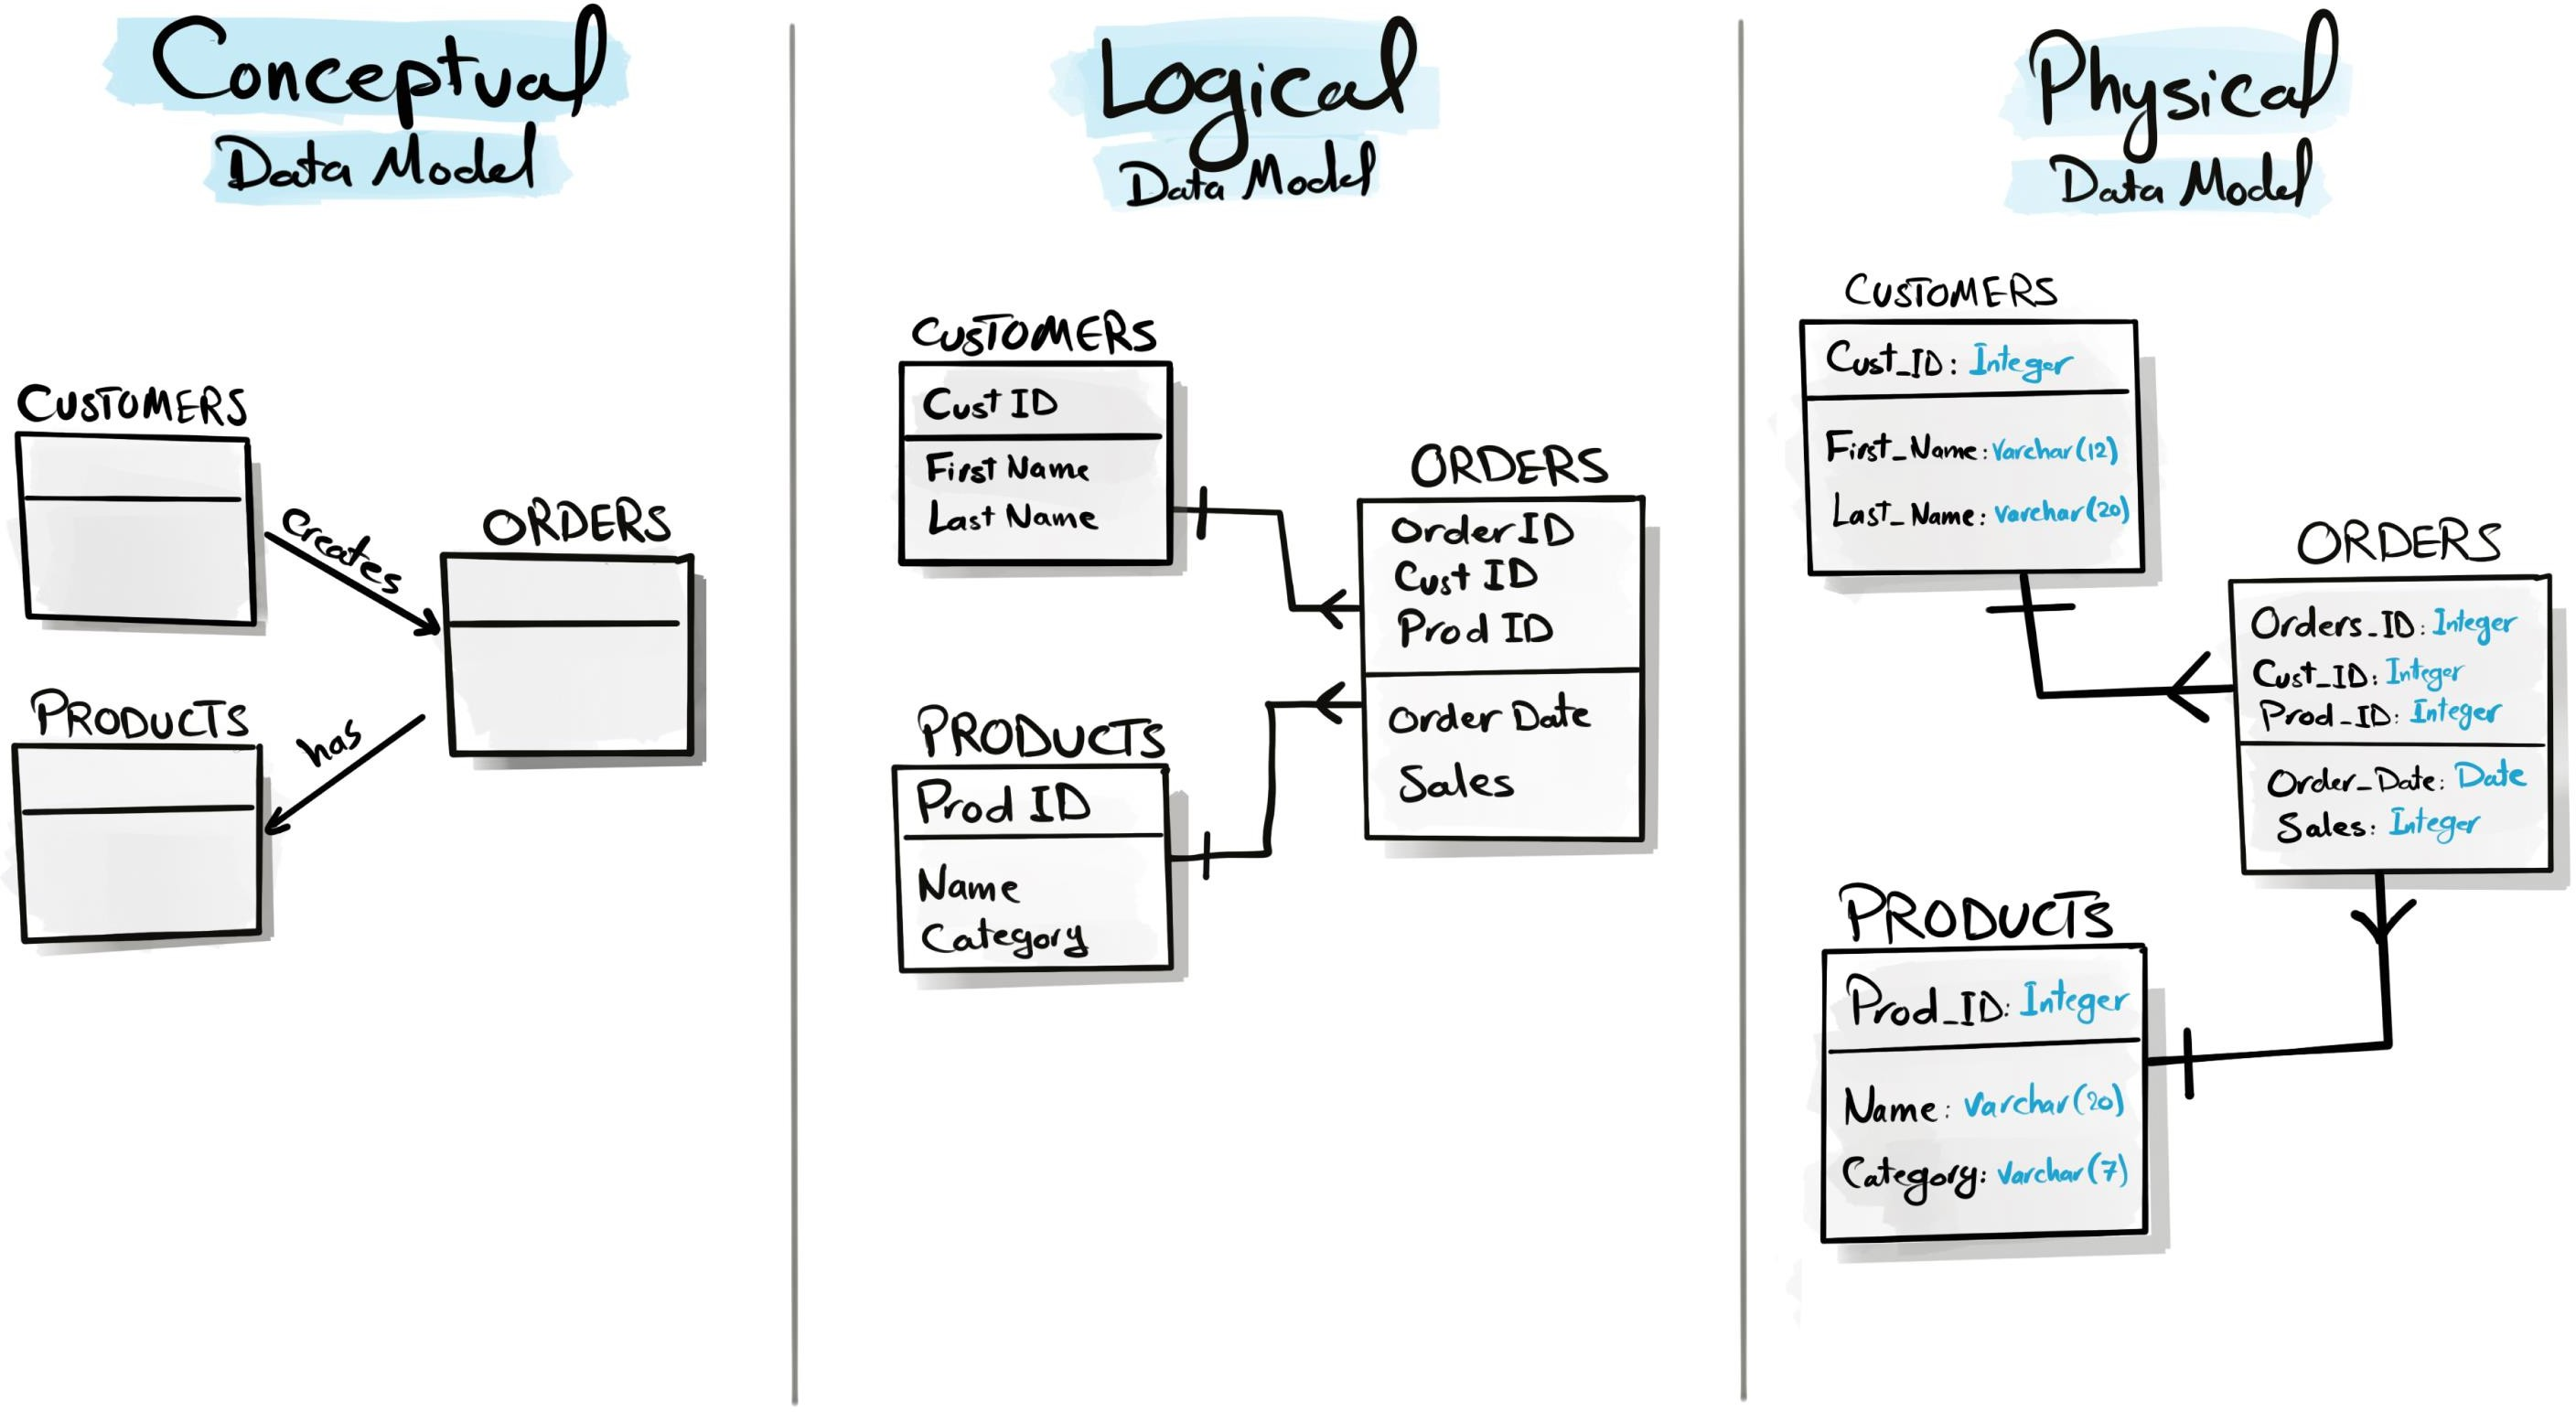 Conceptual
Data Model
CUSTOMERS
creates
ORDERS
PRODUCTS
has
Logical
Data Model
CUSTOMERS
Cust ID
First Name
Last Name
ORDERS
Order ID
Cust ID
Prod ID
Order Date
Sales
PRODUCTS
Prod ID
Name
Category
Physical
Data Model
CUSTOMERS
Cust_ID: Integer
First_Name: Varchar(12)
Last_Name: Varchar(20)
ORDERS
Orders_ID: Integer
Cust_ID: Integer
Prod_ID: Integer
Order_Date: Date
Sales: Integer
PRODUCTS
Prod_ID: Integer
Name: Varchar(20)
Category: Varchar(7)